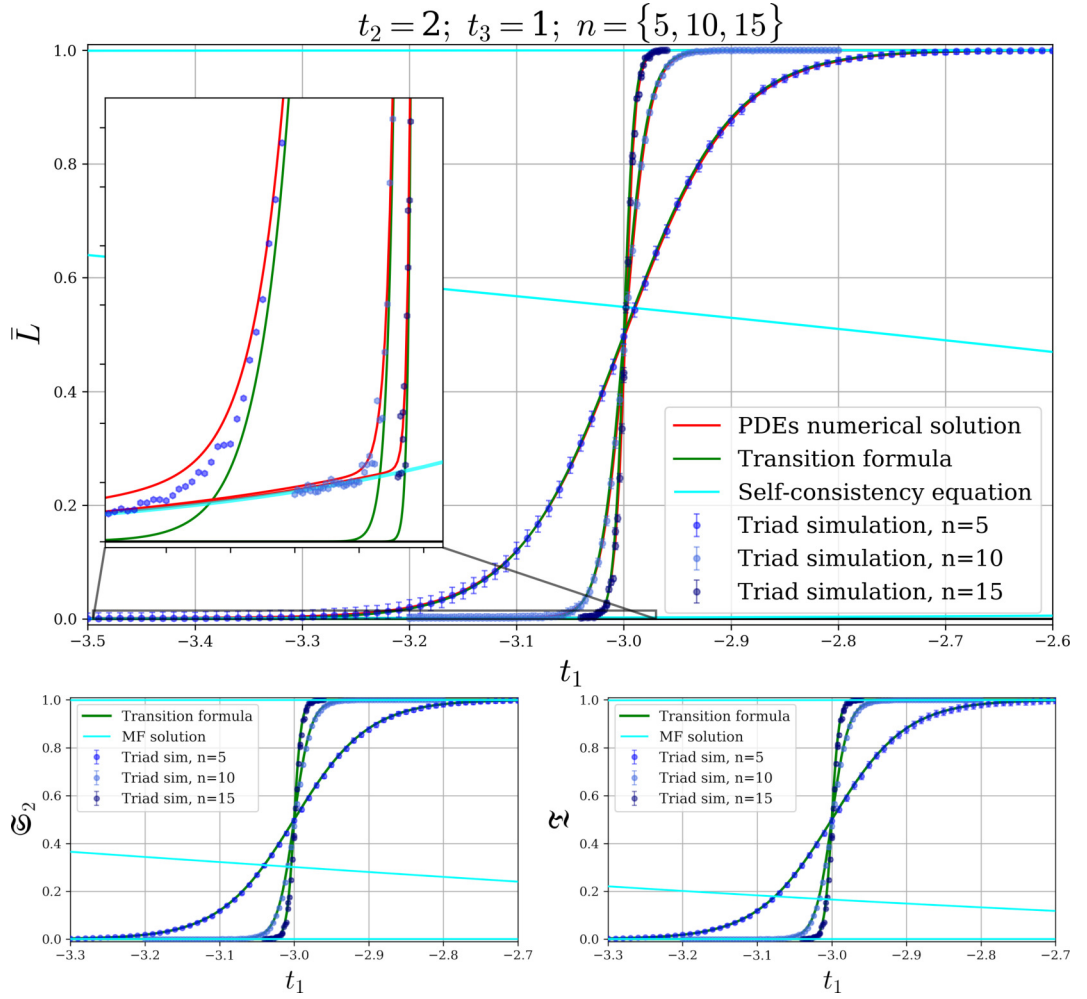 t₂ = 2; t₃ = 1; n = {5, 10, 15}
1.0
0.8
0.6
0.4
0.2
0.0
L̄
PDEs numerical solution
Transition formula
Self-consistency equation
Triad simulation, n=5
Triad simulation, n=10
Triad simulation, n=15
−3.5 −3.4 −3.3 −3.2 −3.1 −3.0 −2.9 −2.8 −2.7 −2.6
t₁
1.0
0.8
0.6
0.4
0.2
0.0
𝕾₂
Transition formula
MF solution
Triad sim, n=5
Triad sim, n=10
Triad sim, n=15
−3.3 −3.2 −3.1 −3.0 −2.9 −2.8 −2.7
t₁
1.0
0.8
0.6
0.4
0.2
0.0
Transition formula
MF solution
Triad sim, n=5
Triad sim, n=10
Triad sim, n=15
−3.3 −3.2 −3.1 −3.0 −2.9 −2.8 −2.7
t₁